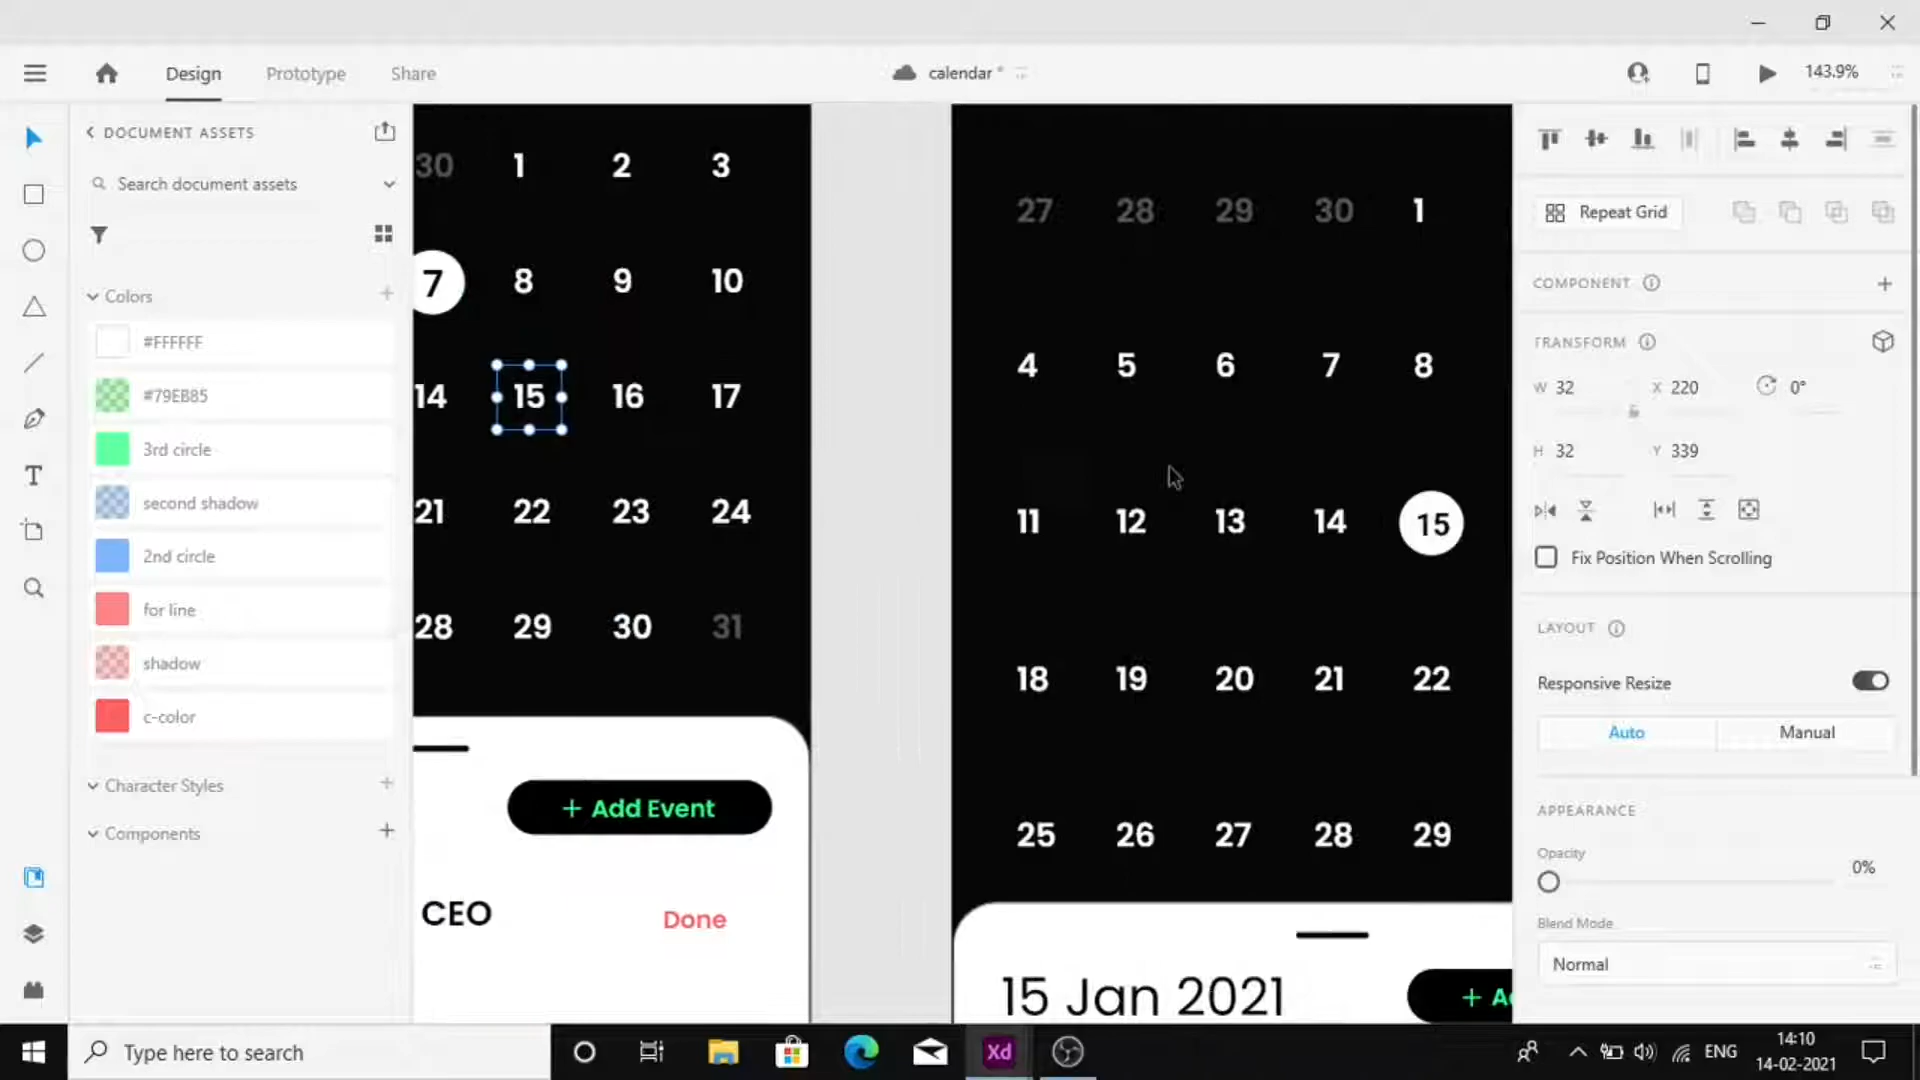 Design
Prototype
Share
calendar *
143.9%
DOCUMENT ASSETS
Search document assets
Colors
#FFFFFF
#79EB85
3rd circle
second shadow
2nd circle
for line
shadow
c-color
Character Styles
Components
30 1 2 3
7 8 9 10
14 15 16 17
21 22 23 24
28 29 30 31
+ Add Event
CEO
Done
27 28 29 30 1
4 5 6 7 8
11 12 13 14 15
18 19 20 21 22
25 26 27 28 29
15 Jan 2021
+ A
Repeat Grid
COMPONENT
TRANSFORM
W 32 X 220 0°
H 32 Y 339
Fix Position When Scrolling
LAYOUT
Responsive Resize
Auto
Manual
APPEARANCE
Opacity
0%
Blend Mode
Normal
Type here to search
Xd
ENG
14:10
14-02-2021